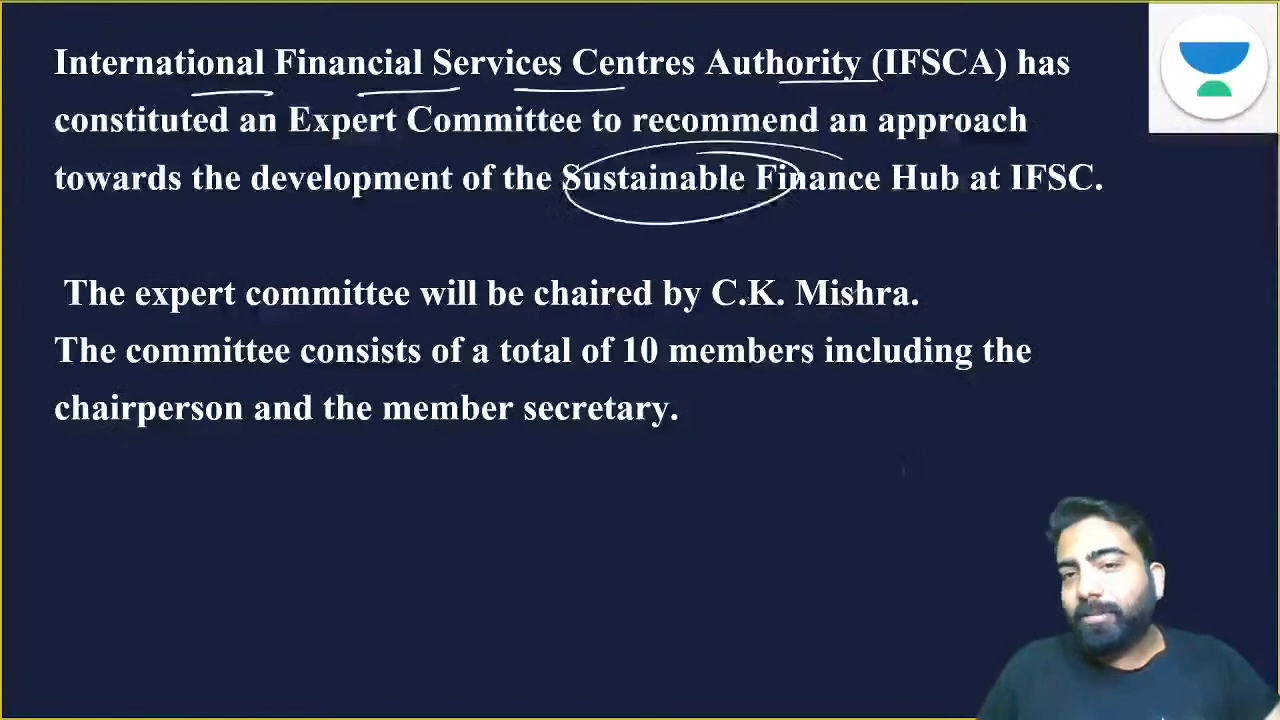 International Financial Services Centres Authority (IFSCA) has
constituted an Expert Committee to recommend an approach
towards the development of the Sustainable Finance Hub at IFSC.
The expert committee will be chaired by C.K. Mishra.
The committee consists of a total of 10 members including the
chairperson and the member secretary.